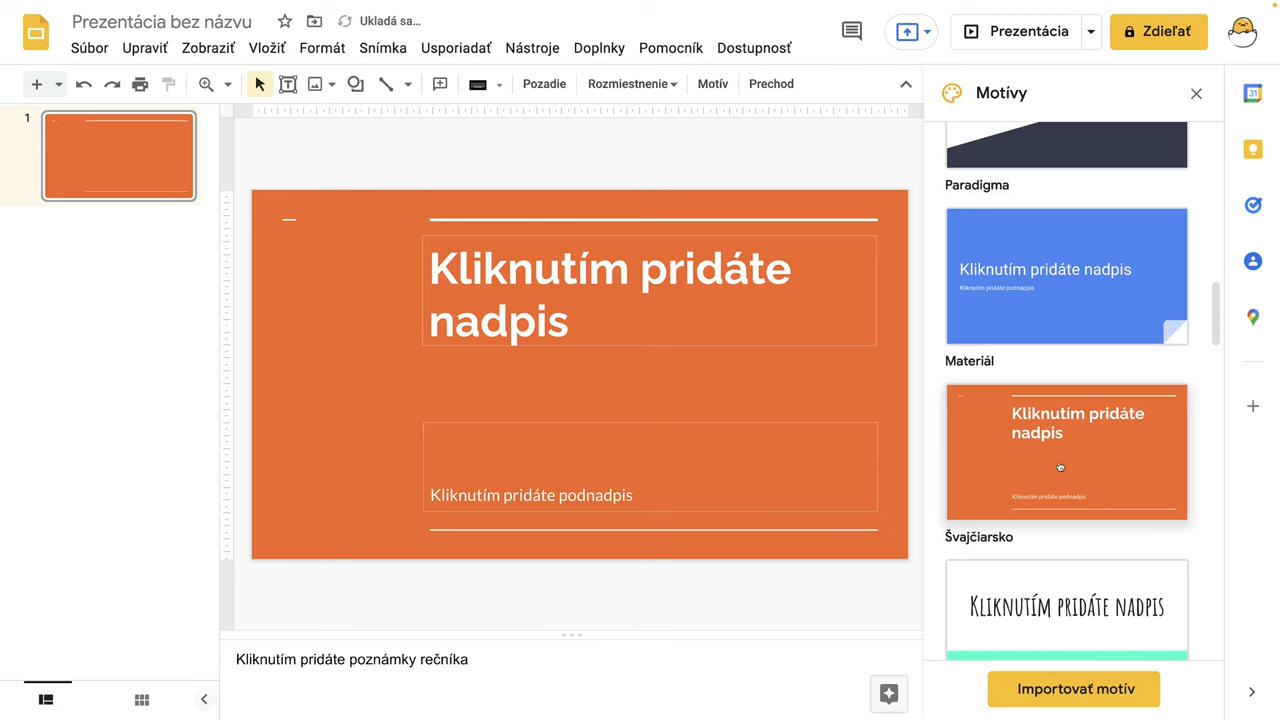 Prezentácia bez názvu
Ukladá sa…
Súbor Upraviť Zobraziť Vložiť Formát Snímka Usporiadať Nástroje Doplnky Pomocník Dostupnosť
Prezentácia
Zdieľať
Pozadie Rozmiestnenie Motív Prechod
Motívy
1
Kliknutím pridáte
nadpis
Kliknutím pridáte podnadpis
Kliknutím pridáte poznámky rečníka
Paradigma
Kliknutím pridáte nadpis
Kliknutím pridáte podnadpis
Materiál
Kliknutím pridáte
nadpis
Kliknutím pridáte podnadpis
Švajčiarsko
Kliknutím pridáte nadpis
Importovať motív
31